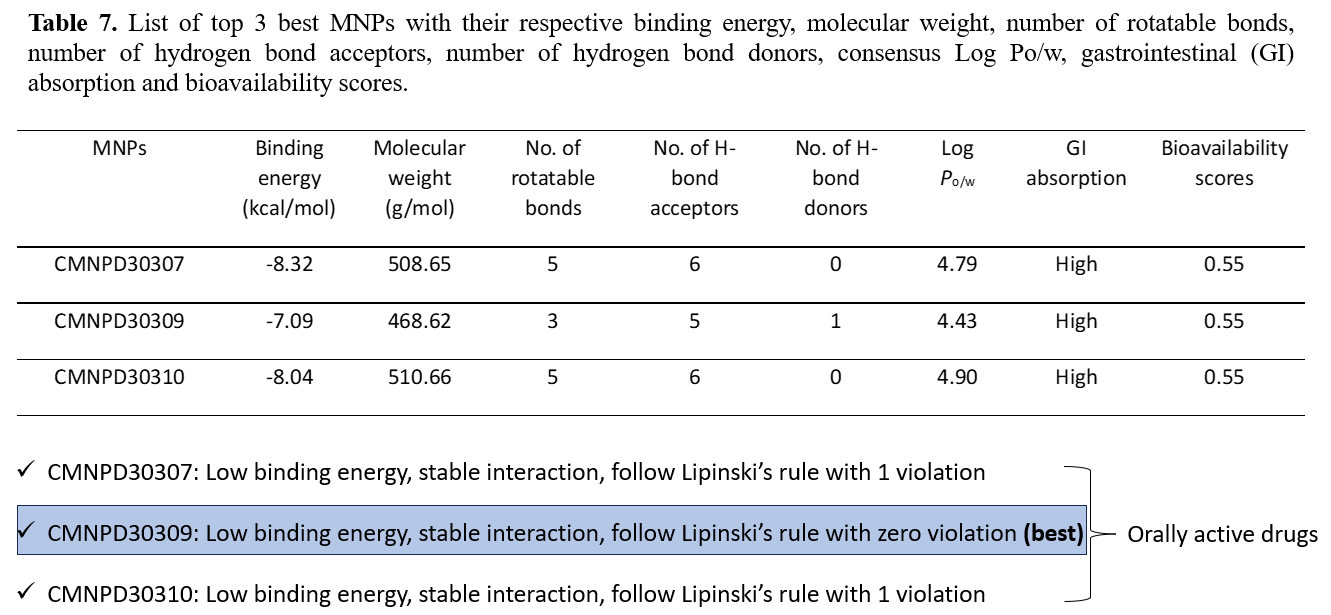 Table 7. List of top 3 best MNPs with their respective binding energy, molecular weight, number of rotatable bonds,
number of hydrogen bond acceptors, number of hydrogen bond donors, consensus Log Po/w, gastrointestinal (GI)
absorption and bioavailability scores.
MNPs Binding energy (kcal/mol) Molecular weight (g/mol) No. of rotatable bonds No. of H-bond acceptors No. of H-bond donors Log Po/w GI absorption Bioavailability scores
CMNPD30307 -8.32 508.65 5 6 0 4.79 High 0.55
CMNPD30309 -7.09 468.62 3 5 1 4.43 High 0.55
CMNPD30310 -8.04 510.66 5 6 0 4.90 High 0.55
✓ CMNPD30307: Low binding energy, stable interaction, follow Lipinski’s rule with 1 violation
✓ CMNPD30309: Low binding energy, stable interaction, follow Lipinski’s rule with zero violation (best)
Orally active drugs
✓ CMNPD30310: Low binding energy, stable interaction, follow Lipinski’s rule with 1 violation